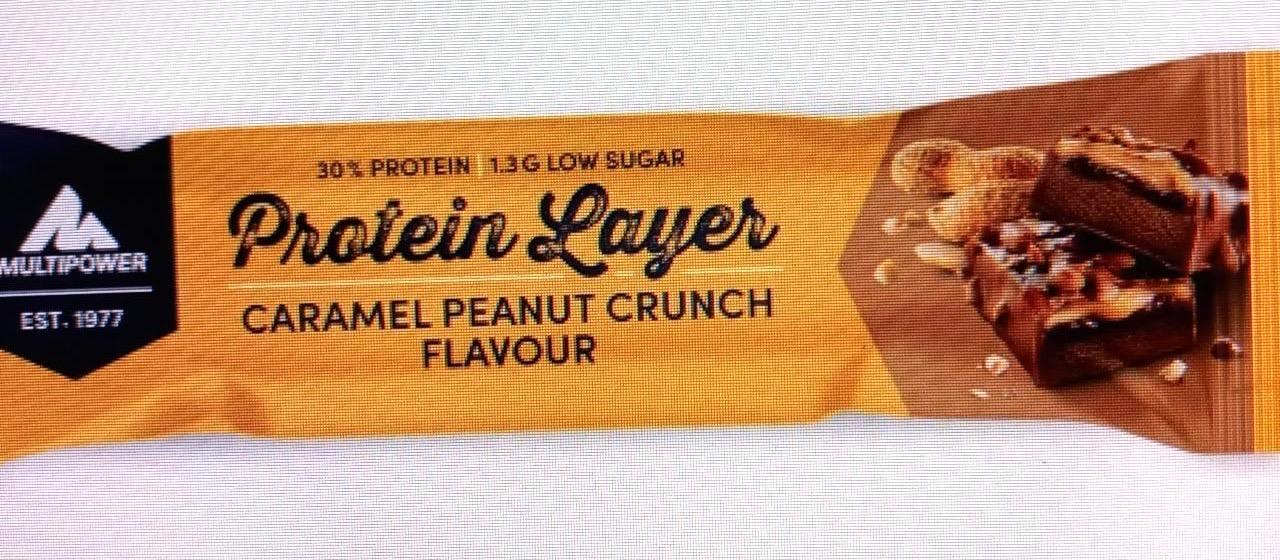 MULTIPOWER
EST. 1977
30% PROTEIN | 1.3G LOW SUGAR
Protein Layer
CARAMEL PEANUT CRUNCH
FLAVOUR